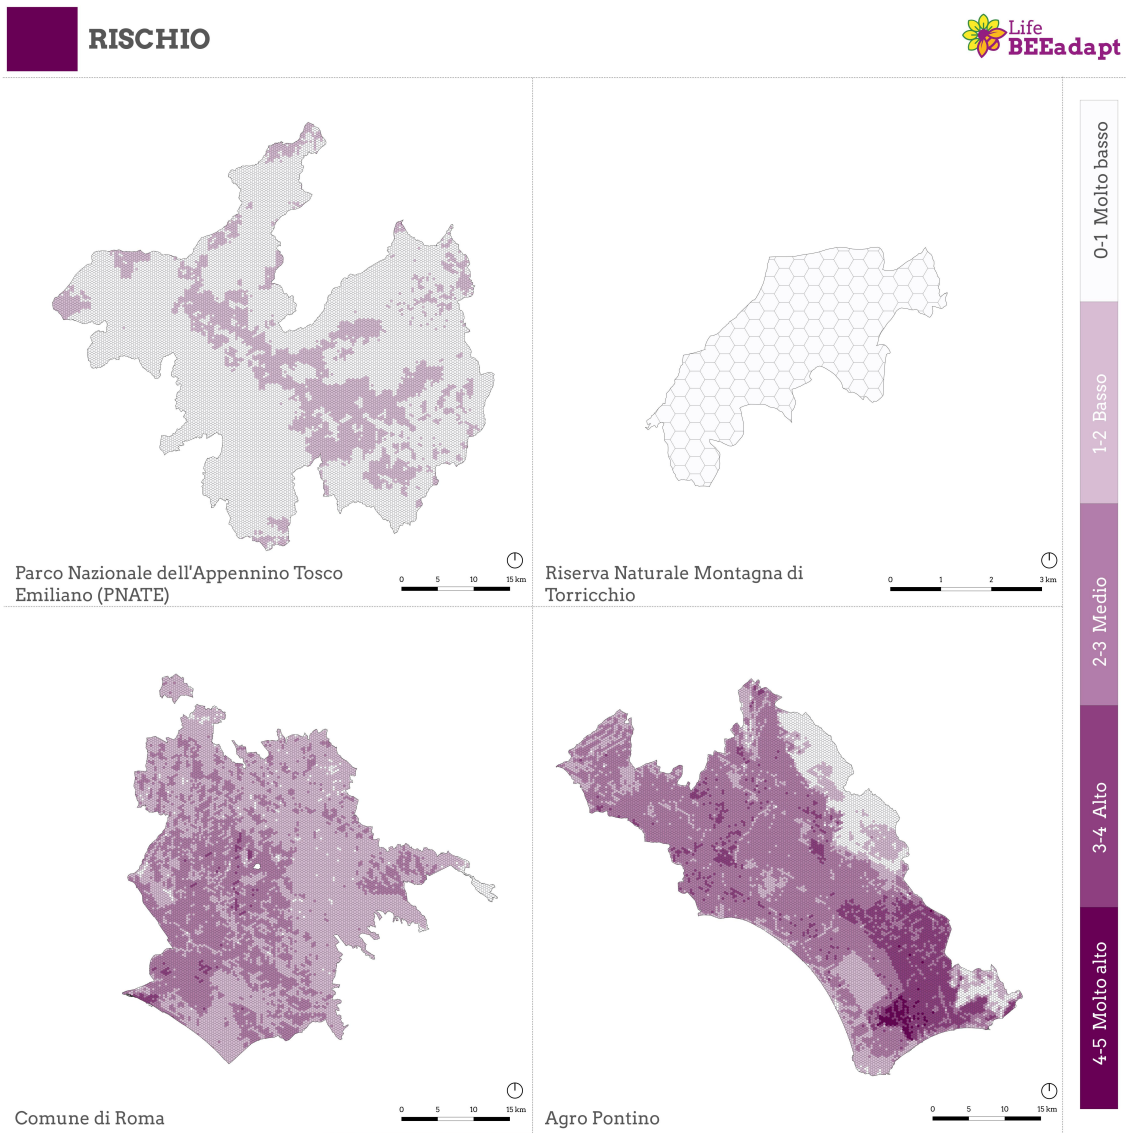 RISCHIO
Life
BEEadapt
0-1 Molto basso
1-2 Basso
2-3 Medio
3-4 Alto
4-5 Molto alto
Parco Nazionale dell'Appennino Tosco
Emiliano (PNATE)
0 5 10 15 km
Riserva Naturale Montagna di
Torricchio
0 1 2 3 km
Comune di Roma
0 5 10 15 km
Agro Pontino
0 5 10 15 km